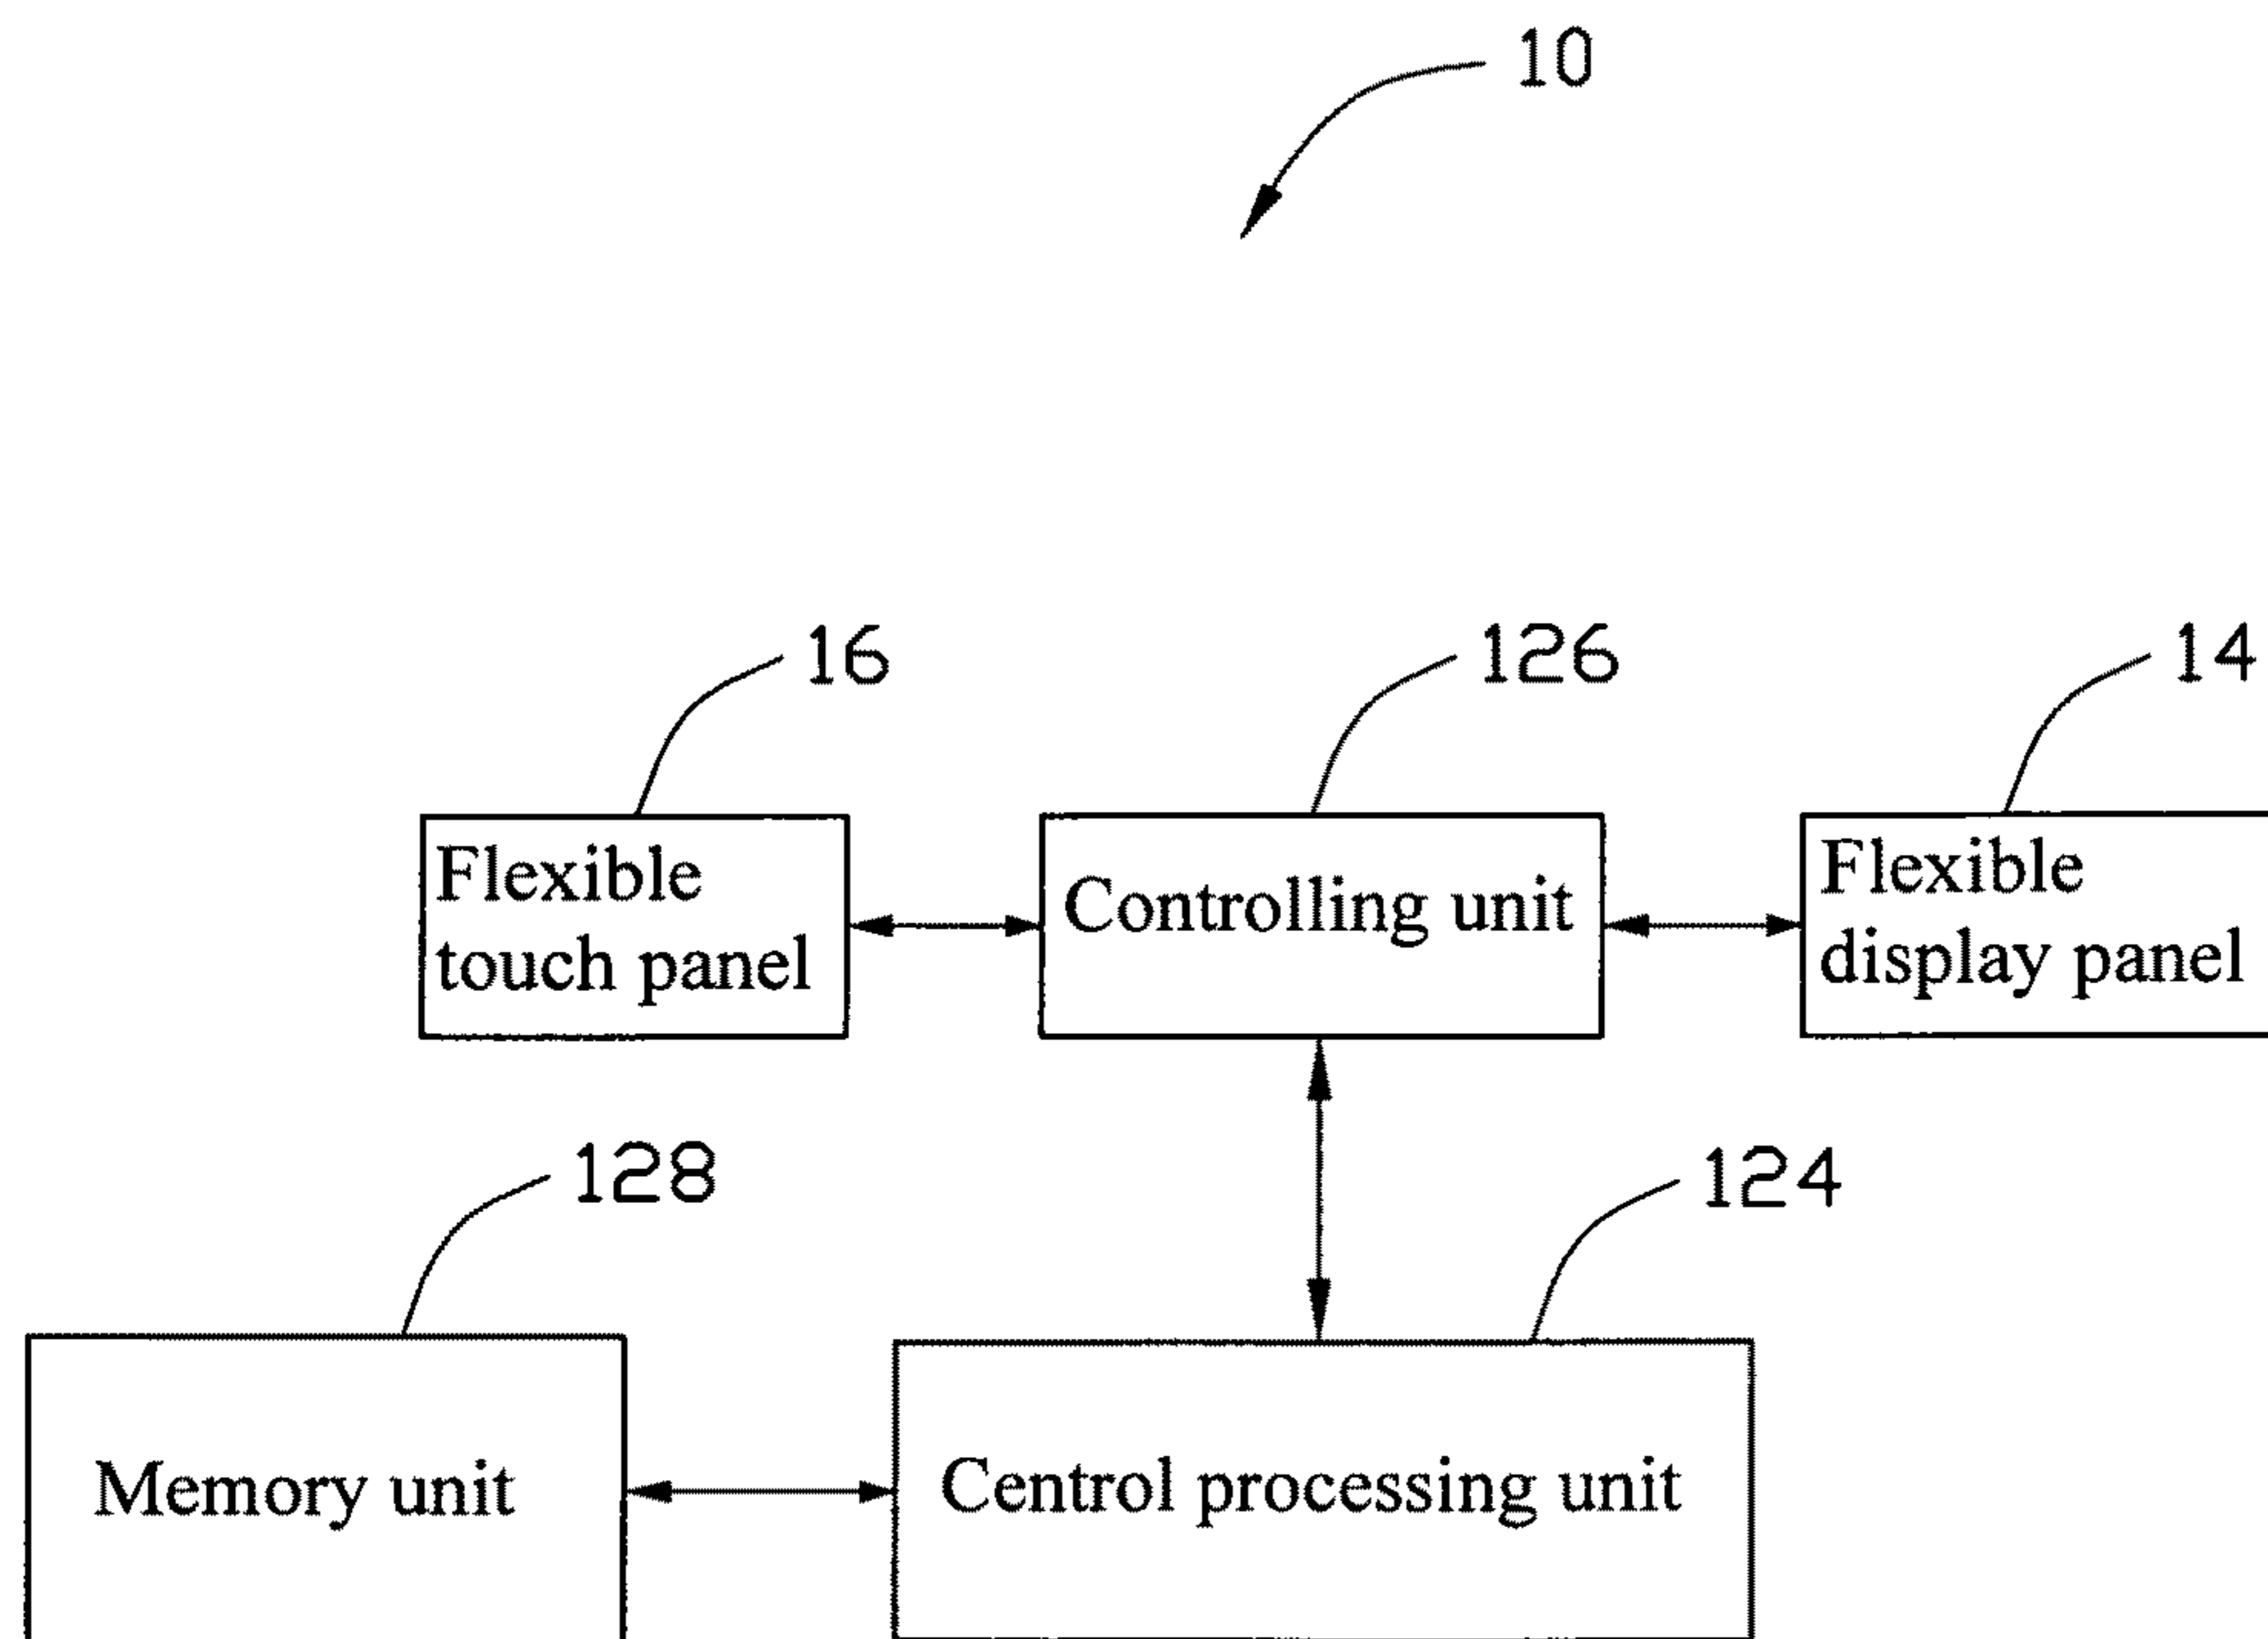 10
16
126
14
Flexible
touch panel
Controlling unit
Flexible
display panel
128
124
Memory unit
Centrol processing unit